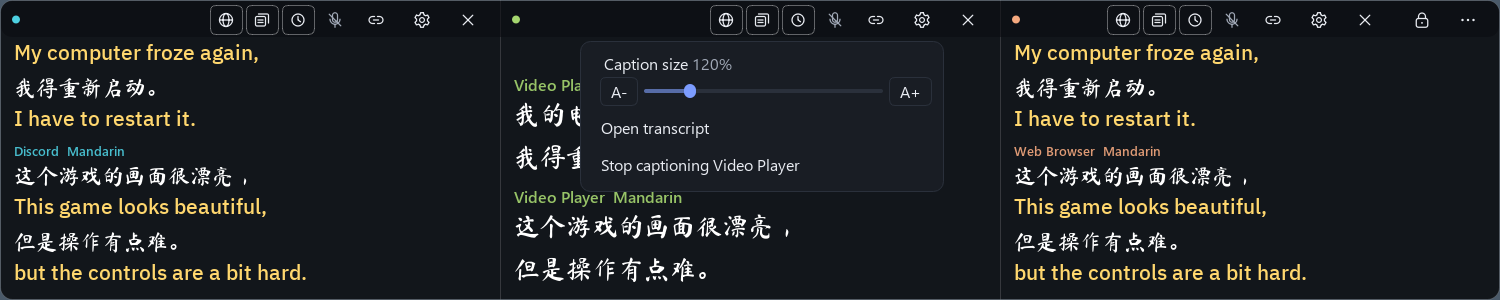 My computer froze again,
我得重新启动。
I have to restart it.
Discord Mandarin
这个游戏的画面很漂亮，
This game looks beautiful,
但是操作有点难。
but the controls are a bit hard.
Caption size 120%
A- A+
Open transcript
Stop captioning Video Player
Video Pla
我的
我得重
Video Player Mandarin
这个游戏的画面很漂亮，
但是操作有点难。
My computer froze again,
我得重新启动。
I have to restart it.
Web Browser Mandarin
这个游戏的画面很漂亮，
This game looks beautiful,
但是操作有点难。
but the controls are a bit hard.